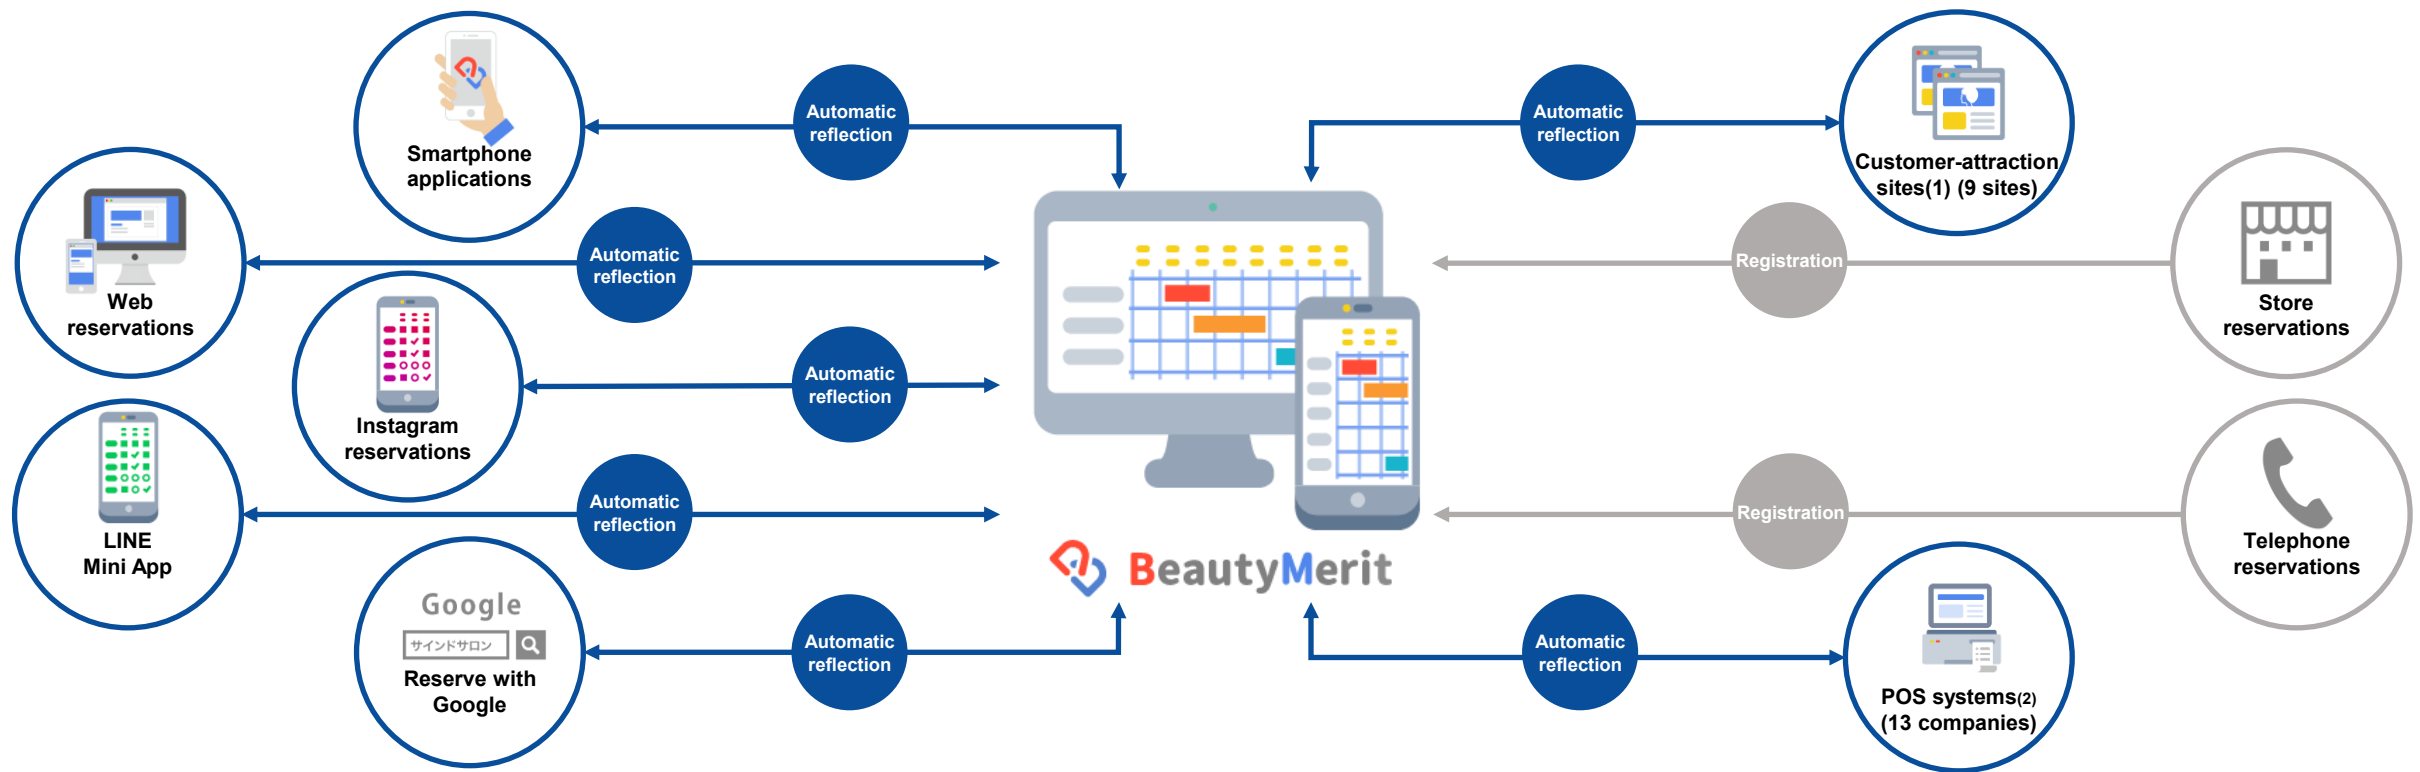 Smartphone
applications
Automatic
reflection
Web
reservations
Automatic
reflection
Instagram
reservations
Automatic
reflection
LINE
Mini App
Automatic
reflection
Google
サインドサロン
Reserve with
Google
Automatic
reflection
BeautyMerit
Automatic
reflection
Customer-attraction
sites(1) (9 sites)
Registration
Store
reservations
Registration
Telephone
reservations
Automatic
reflection
POS systems(2)
(13 companies)